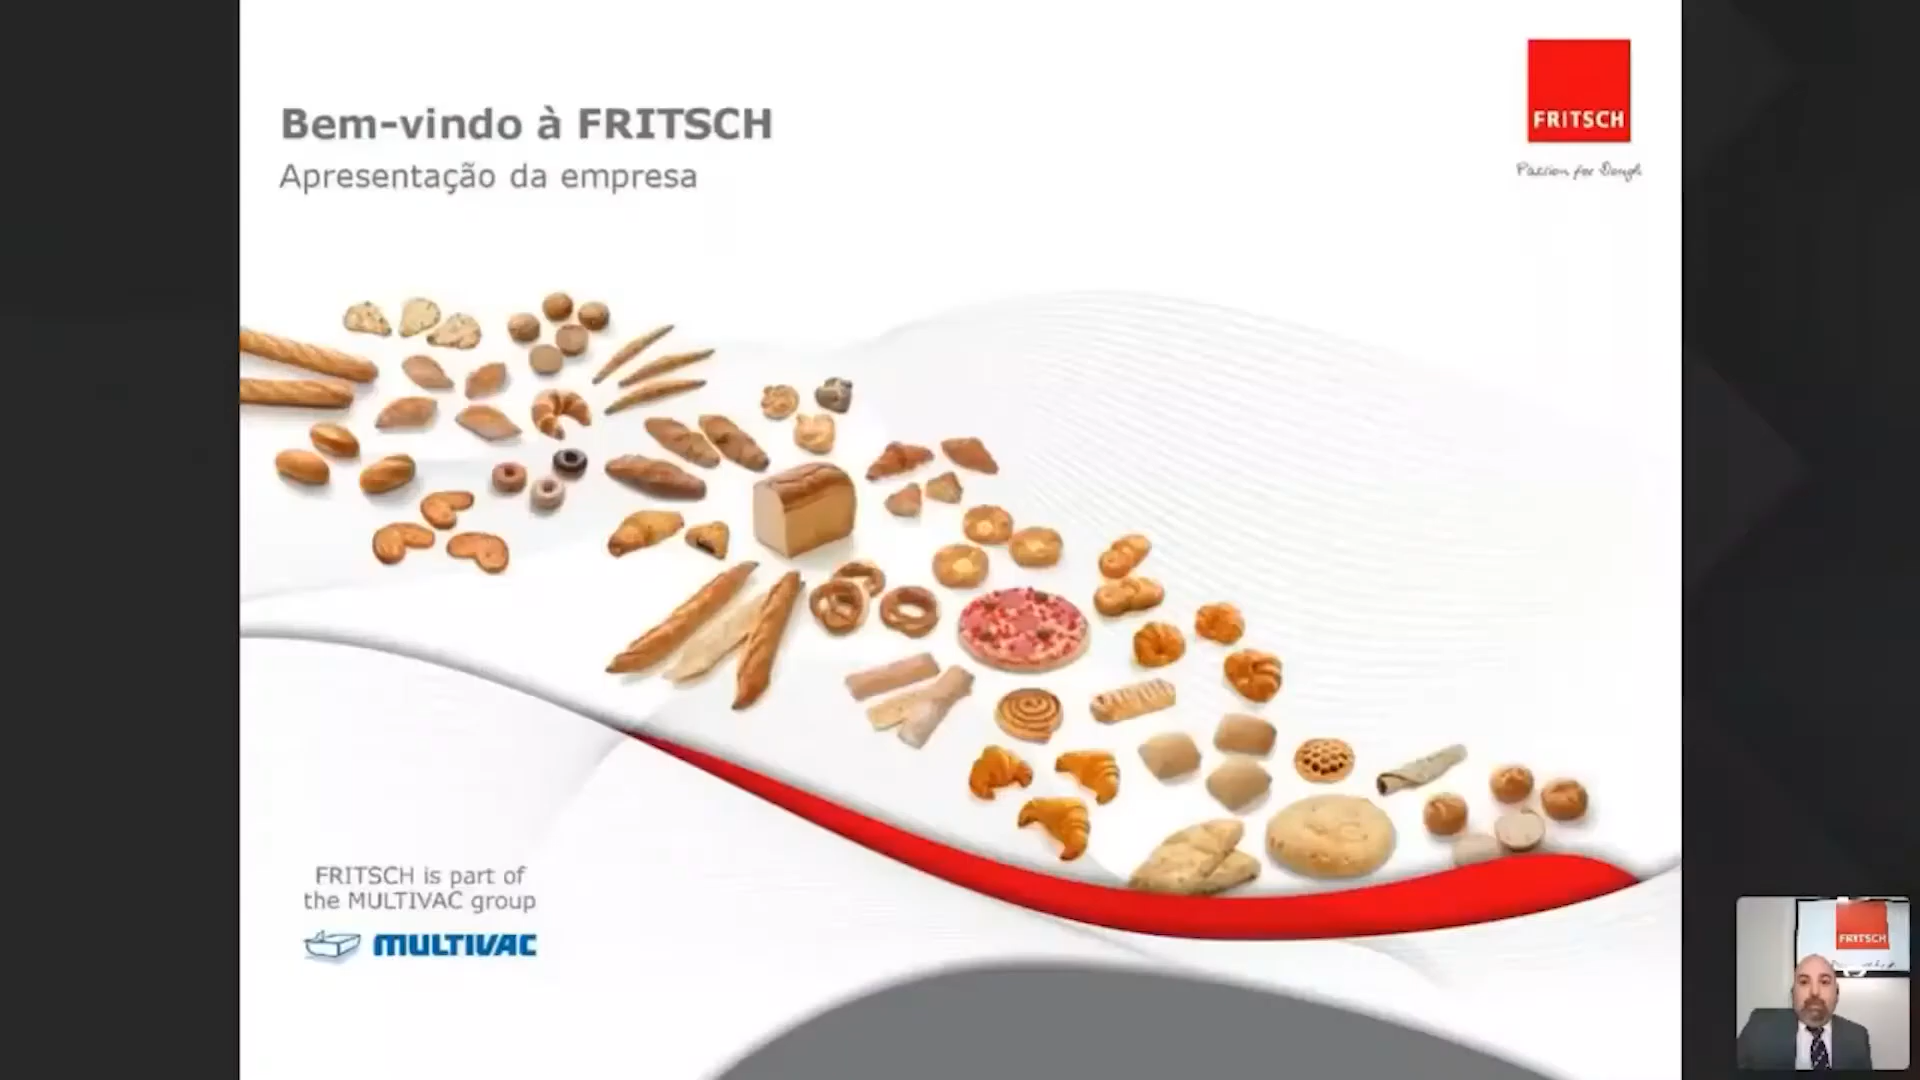 Bem-vindo à FRITSCH
Apresentação da empresa
FRITSCH
Passion for Dough
FRITSCH is part of
the MULTIVAC group
MULTIVAC
FRITSCH